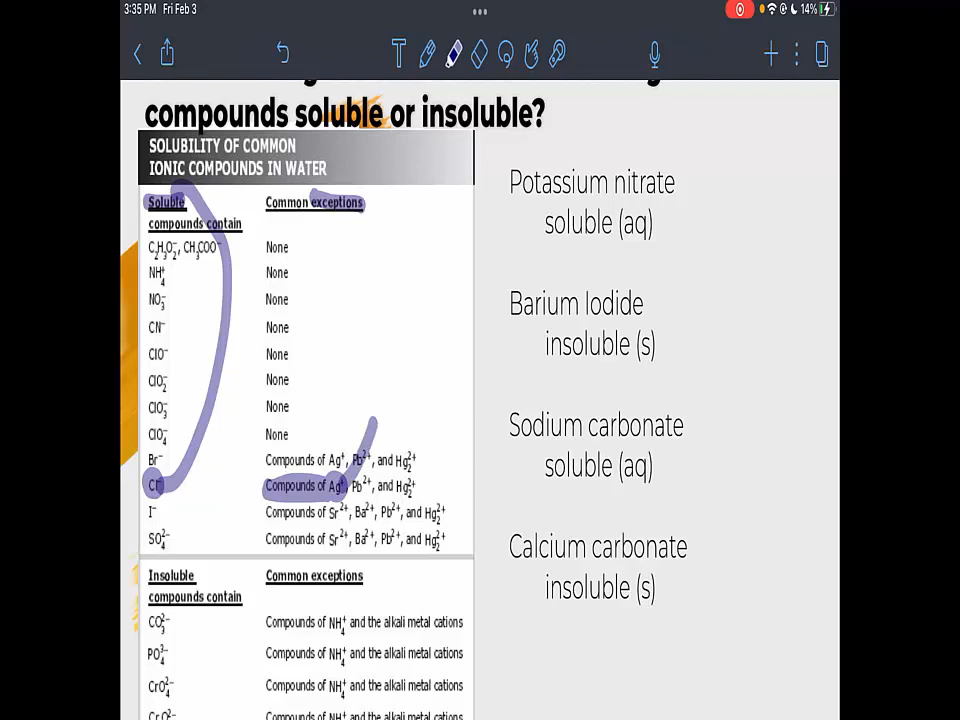 3:35 PM Fri Feb 3
14%
compounds soluble or insoluble?
SOLUBILITY OF COMMON
IONIC COMPOUNDS IN WATER
Soluble Common exceptions
compounds contain
C₂H₃O₂⁻, CH₃COO⁻ None
NH₄⁺ None
NO₃⁻ None
CN⁻ None
ClO⁻ None
ClO₂⁻ None
ClO₃⁻ None
ClO₄⁻ None
Br⁻ Compounds of Ag⁺, Pb²⁺, and Hg₂²⁺
Cl⁻ Compounds of Ag⁺, Pb²⁺, and Hg₂²⁺
I⁻ Compounds of Sr²⁺, Ba²⁺, Pb²⁺, and Hg₂²⁺
SO₄²⁻ Compounds of Sr²⁺, Ba²⁺, Pb²⁺, and Hg₂²⁺
Insoluble Common exceptions
compounds contain
CO₃²⁻ Compounds of NH₄⁺ and the alkali metal cations
PO₄³⁻ Compounds of NH₄⁺ and the alkali metal cations
CrO₄²⁻ Compounds of NH₄⁺ and the alkali metal cations
Potassium nitrate
soluble (aq)
Barium Iodide
insoluble (s)
Sodium carbonate
soluble (aq)
Calcium carbonate
insoluble (s)